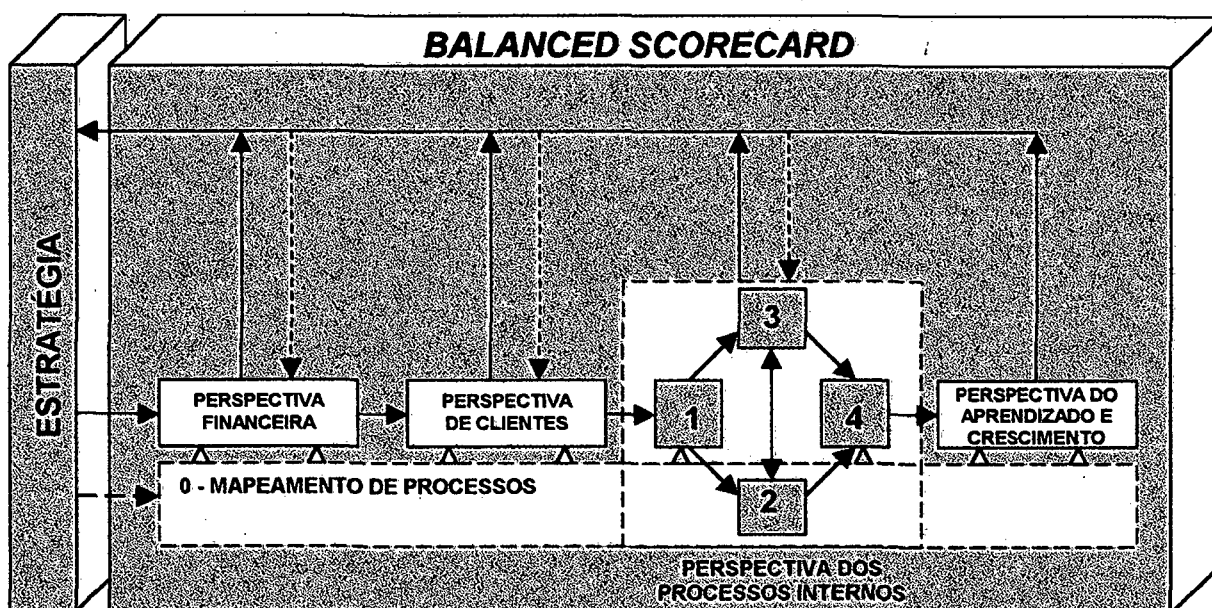 BALANCED SCORECARD
ESTRATÉGIA
PERSPECTIVA
FINANCEIRA
PERSPECTIVA
DE CLIENTES
1
3
2
4
PERSPECTIVA DO
APRENDIZADO E
CRESCIMENTO
0 - MAPEAMENTO DE PROCESSOS
PERSPECTIVA DOS
PROCESSOS INTERNOS